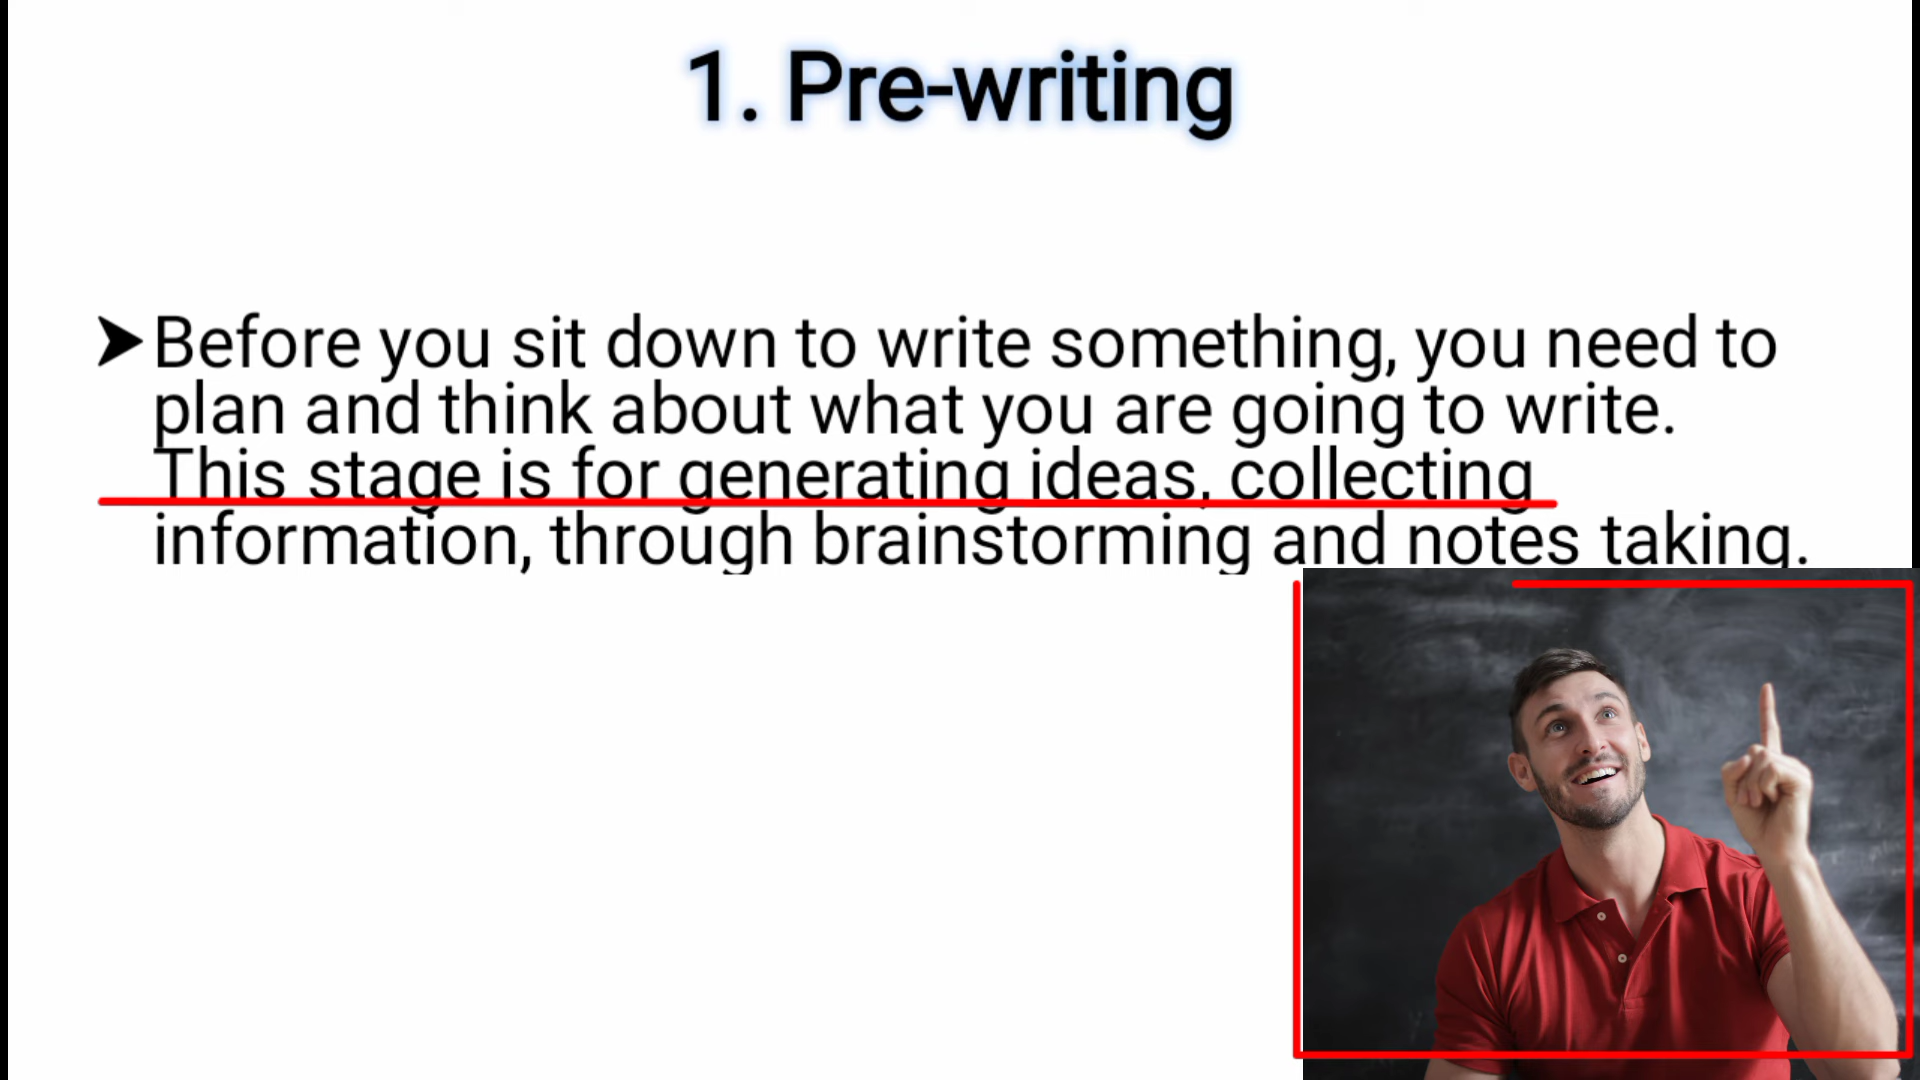 1. Pre-writing
➤Before you sit down to write something, you need to
plan and think about what you are going to write.
This stage is for generating ideas, collecting
information, through brainstorming and notes taking.